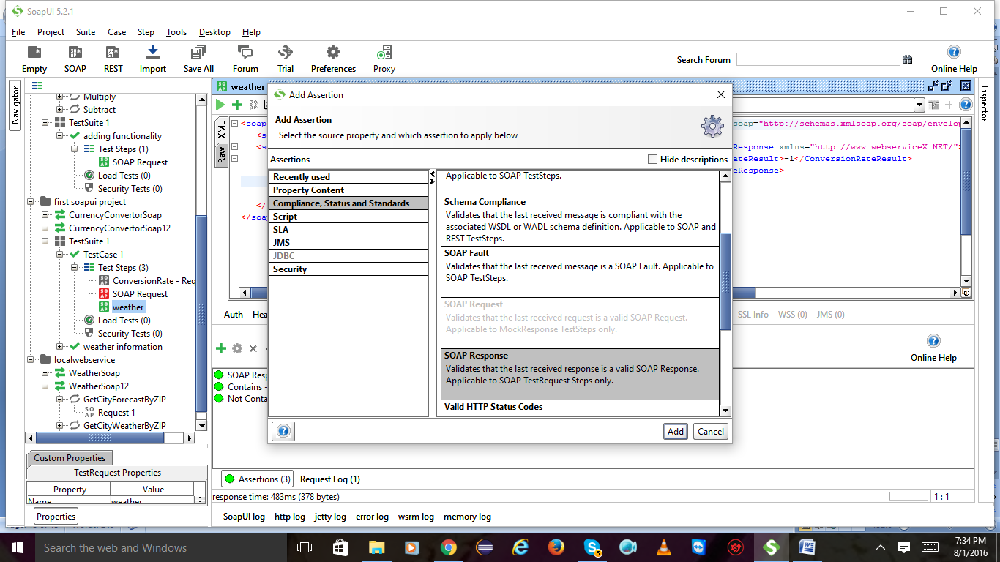 SoapUI 5.2.1
File Project Suite Case Step Tools Desktop Help
Empty SOAP REST Import Save All Forum Trial Preferences Proxy
Search Forum
Online Help
Navigator
Multiply
Subtract
TestSuite 1
adding functionality
Test Steps (1)
SOAP Request
Load Tests (0)
Security Tests (0)
first soapui project
CurrencyConvertorSoap
CurrencyConvertorSoap12
TestSuite 1
TestCase 1
Test Steps (3)
ConversionRate - Req
SOAP Request
weather
Load Tests (0)
Security Tests (0)
weather information
localwebservice
WeatherSoap
WeatherSoap12
GetCityForecastByZIP
Request 1
GetCityWeatherByZIP
Custom Properties
TestRequest Properties
Property Value
Name weather
Properties
weather
XML
Raw
<soap
<s
<s
</
</soa
Add Assertion
Add Assertion
Select the source property and which assertion to apply below
Assertions
Hide descriptions
Recently used
Property Content
Compliance, Status and Standards
Script
SLA
JMS
JDBC
Security
Applicable to SOAP TestSteps.
Schema Compliance
Validates that the last received message is compliant with the
associated WSDL or WADL schema definition. Applicable to SOAP and
REST TestSteps.
SOAP Fault
Validates that the last received message is a SOAP Fault. Applicable to
SOAP TestSteps.
SOAP Request
Validates that the last received request is a valid SOAP Request.
Applicable to MockResponse TestSteps only.
SOAP Response
Validates that the last received response is a valid SOAP Response.
Applicable to SOAP TestRequest Steps only.
Valid HTTP Status Codes
Add Cancel
soap="http://schemas.xmlsoap.org/soap/envelop
Response xmlns="http://www.webserviceX.NET/">
ateResult>-1</ConversionRateResult>
eResponse>
Inspector
Auth Hea
SSL Info WSS (0) JMS (0)
Online Help
SOAP Resp
Contains -
Not Conta
Assertions (3) Request Log (1)
response time: 483ms (378 bytes)
1 : 1
SoapUI log http log jetty log error log wsrm log memory log
Search the web and Windows
5
7:34 PM
8/1/2016